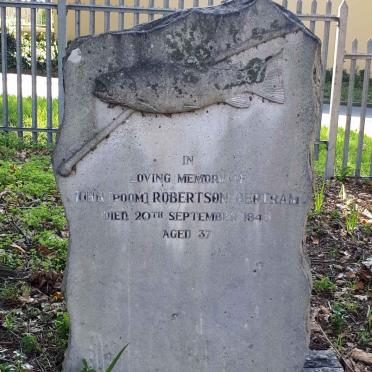 IN
LOVING MEMORY OF
[POOM] ROBERTSON BERTRAM
DIED 20TH SEPTEMBER
AGED 37